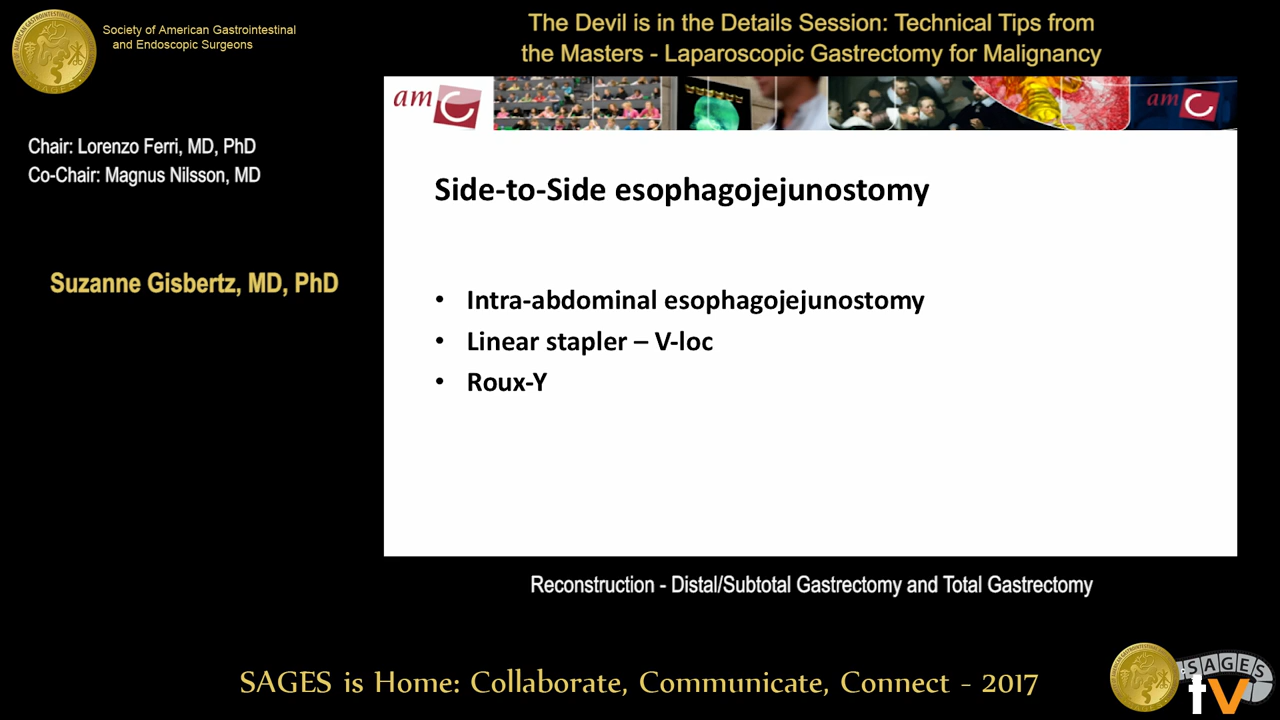 Society of American Gastrointestinal
and Endoscopic Surgeons
The Devil is in the Details Session: Technical Tips from
the Masters - Laparoscopic Gastrectomy for Malignancy
Chair: Lorenzo Ferri, MD, PhD
Co-Chair: Magnus Nilsson, MD
Suzanne Gisbertz, MD, PhD
amc
amc
Side-to-Side esophagojejunostomy
• Intra-abdominal esophagojejunostomy
• Linear stapler – V-loc
• Roux-Y
Reconstruction - Distal/Subtotal Gastrectomy and Total Gastrectomy
SAGES is Home: Collaborate, Communicate, Connect - 2017
SAGES
tv